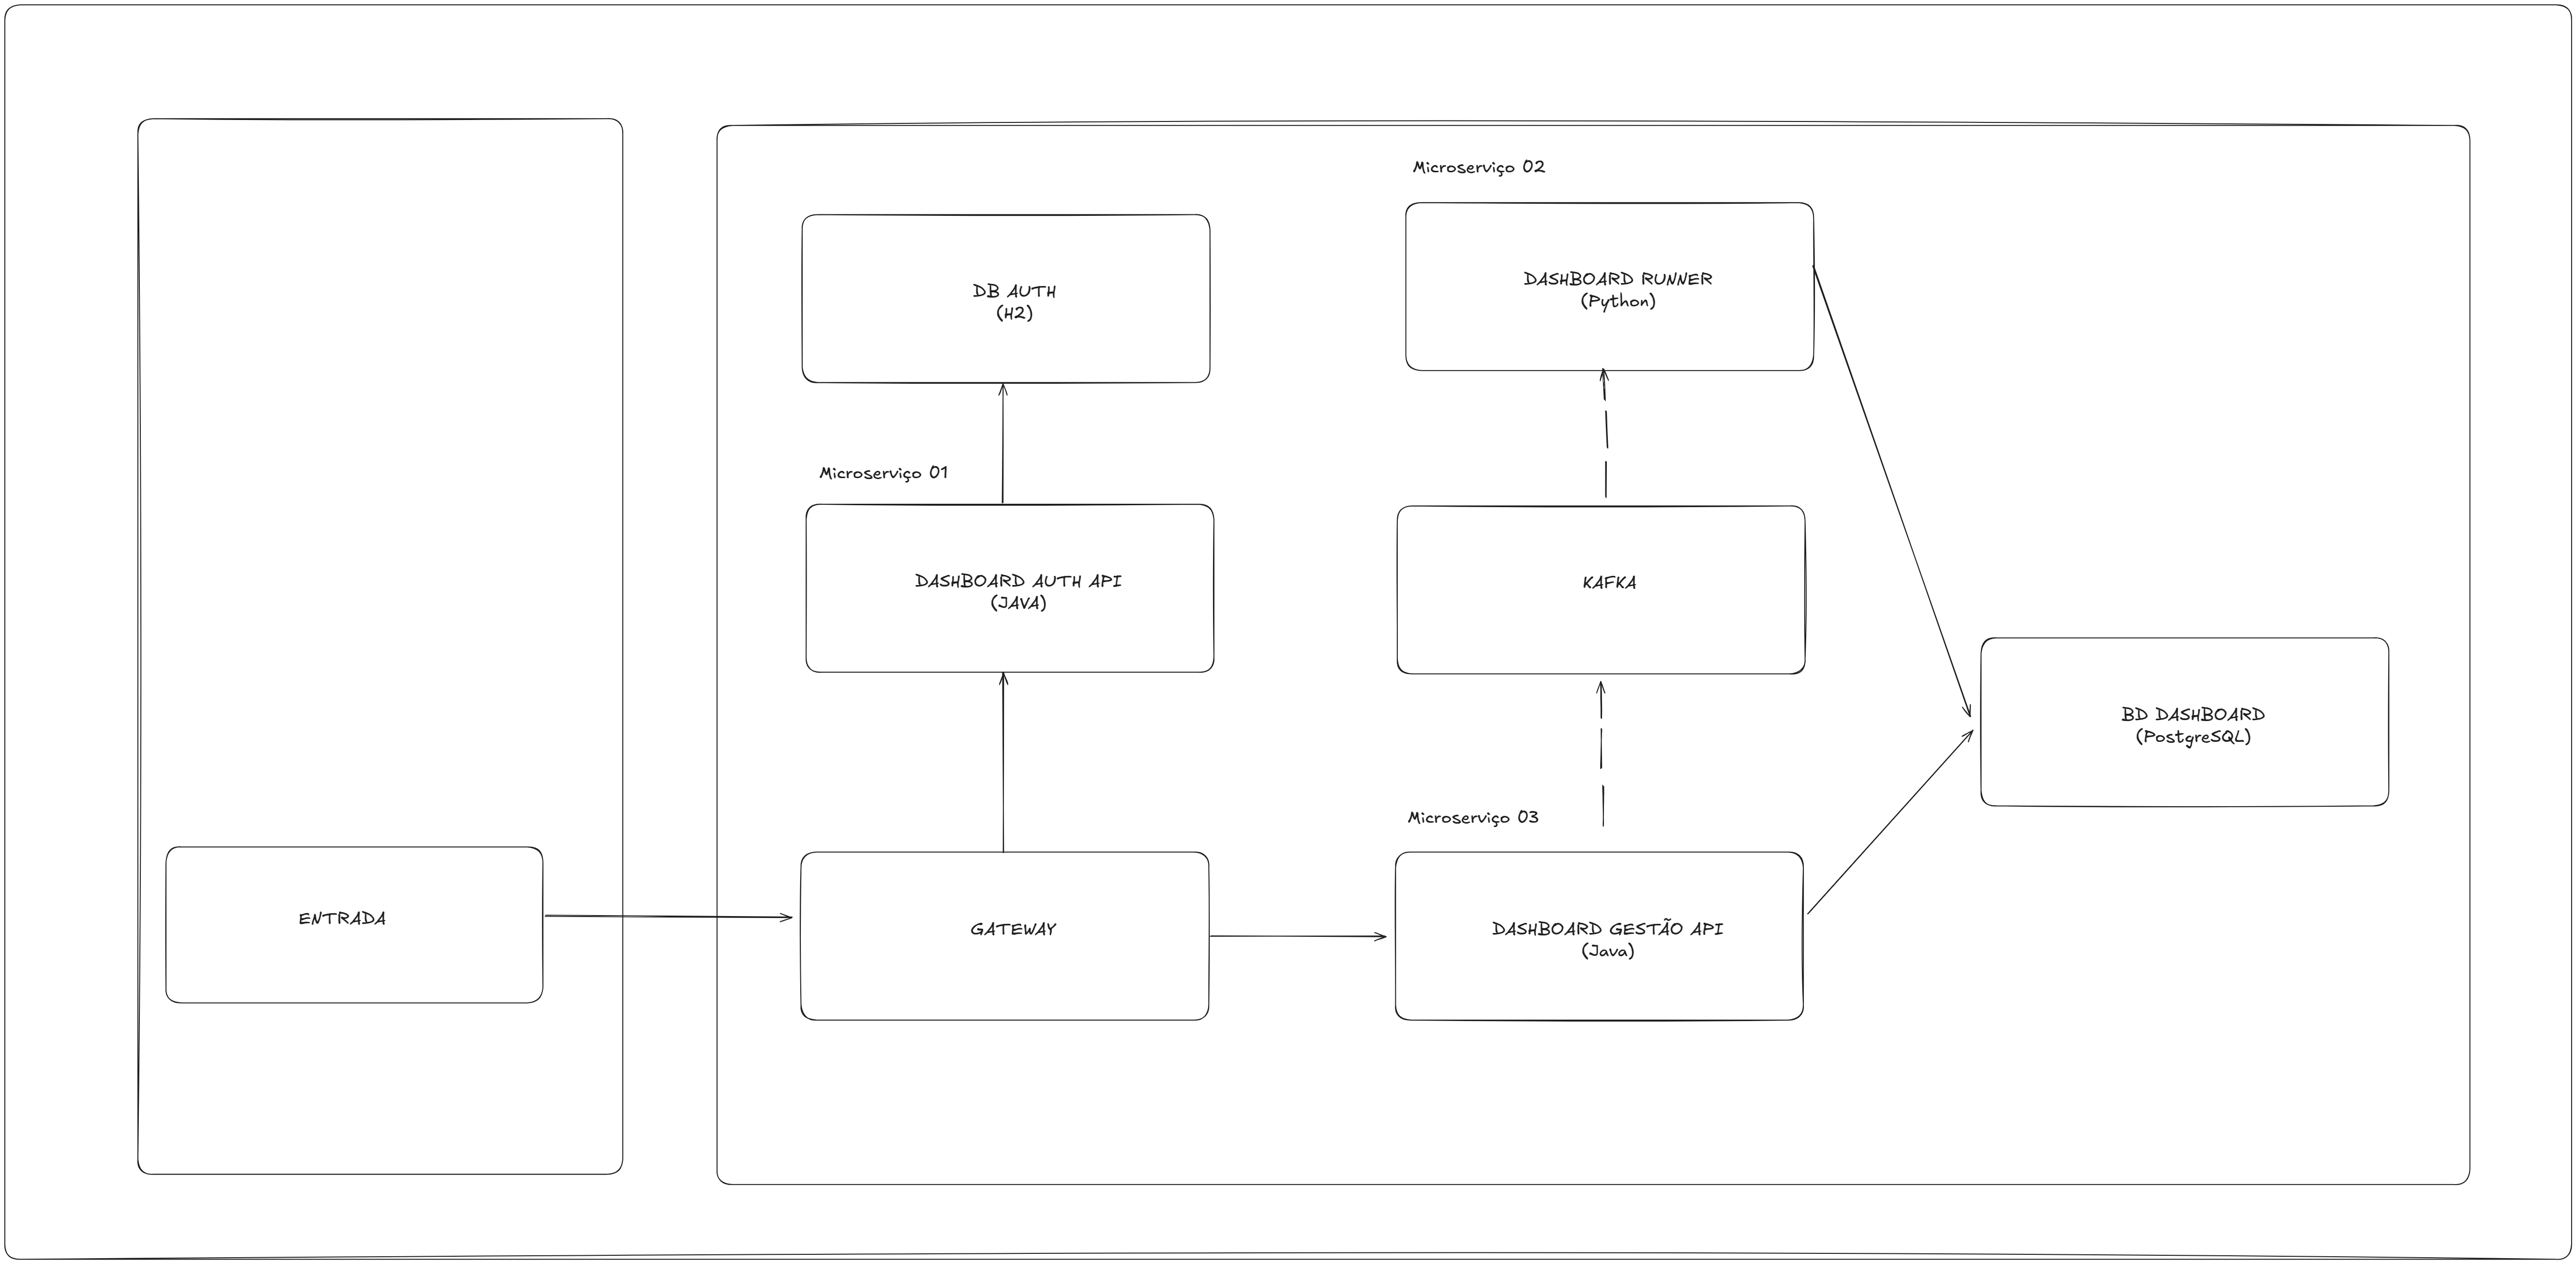 Microserviço 02
DB AUTH
(H2)
DASHBOARD RUNNER
(Python)
Microserviço 01
DASHBOARD AUTH API
(JAVA)
KAFKA
BD DASHBOARD
(PostgreSQL)
Microserviço 03
ENTRADA
GATEWAY
DASHBOARD GESTÃO API
(Java)